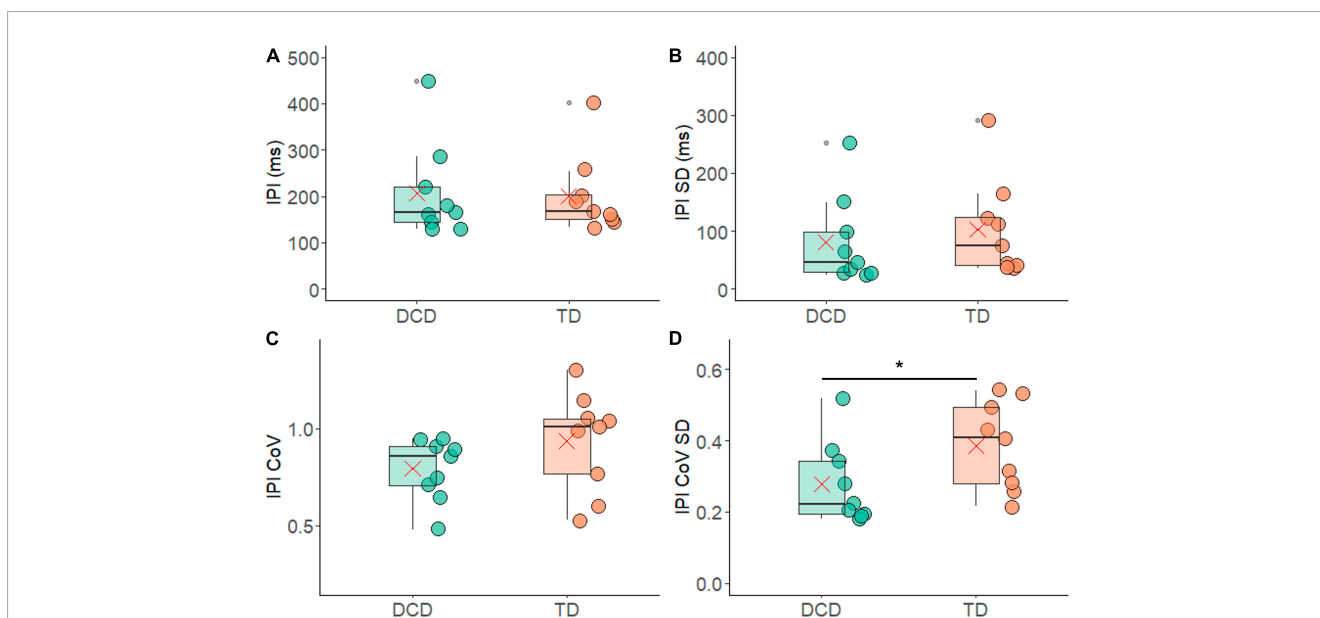 A
IPI (ms)
500
400
300
200
100
0
DCD
TD
B
IPI SD (ms)
400
300
200
100
0
DCD
TD
C
IPI CoV
1.0
0.5
DCD
TD
D
IPI CoV SD
0.6
0.4
0.2
0.0
*
DCD
TD